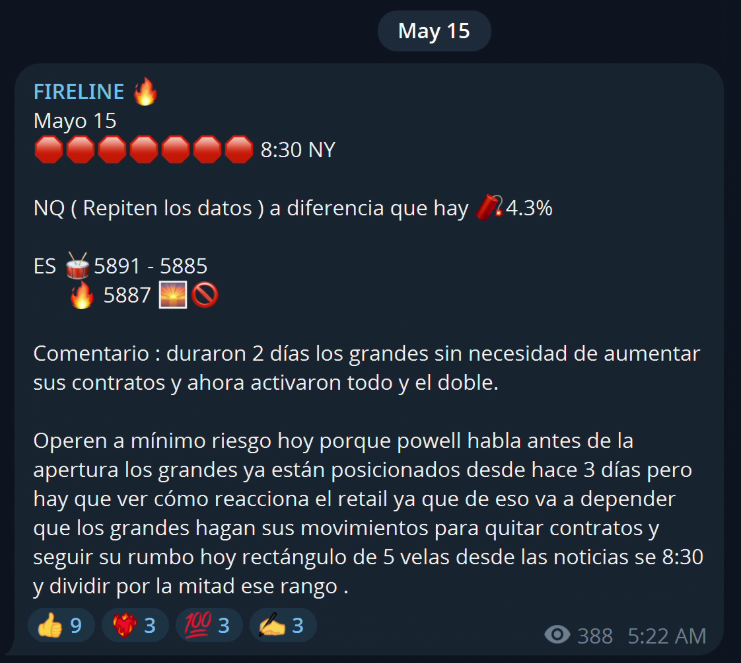 May 15
FIRELINE 🔥
Mayo 15
🛑🛑🛑🛑🛑🛑🛑 8:30 NY
NQ ( Repiten los datos ) a diferencia que hay 🧨4.3%
ES 🥁5891 - 5885
🔥 5887 🌅🚫
Comentario : duraron 2 días los grandes sin necesidad de aumentar
sus contratos y ahora activaron todo y el doble.
Operen a mínimo riesgo hoy porque powell habla antes de la
apertura los grandes ya están posicionados desde hace 3 días pero
hay que ver cómo reacciona el retail ya que de eso va a depender
que los grandes hagan sus movimientos para quitar contratos y
seguir su rumbo hoy rectángulo de 5 velas desde las noticias se 8:30
y dividir por la mitad ese rango .
👍 9 ❤️‍🔥 3 💯 3 ✍️ 3
388 5:22 AM